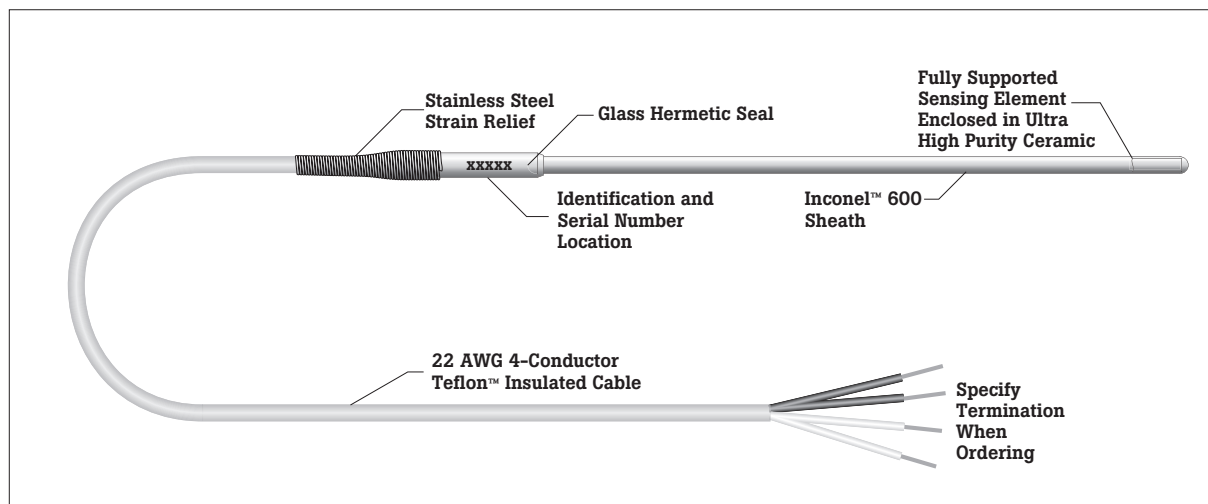 Stainless Steel
Strain Relief
Glass Hermetic Seal
Fully Supported
Sensing Element
Enclosed in Ultra
High Purity Ceramic
xxxxx
Identification and
Serial Number
Location
Inconel™ 600
Sheath
22 AWG 4-Conductor
Teflon™ Insulated Cable
Specify
Termination
When
Ordering